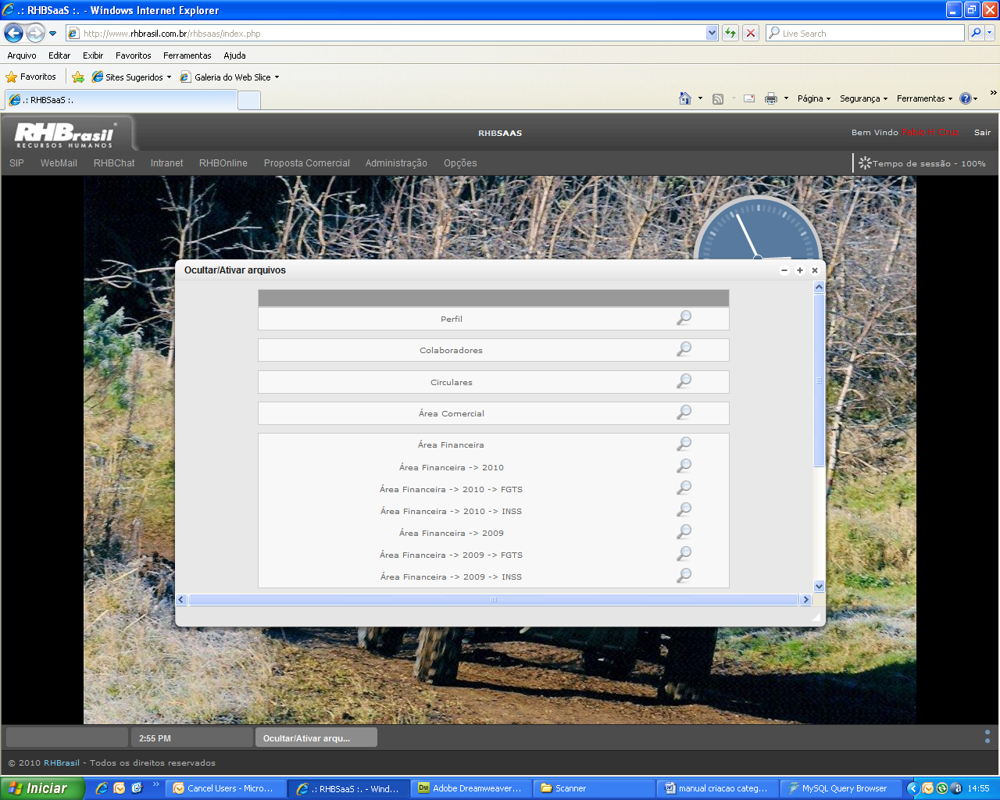 .: RHBSaaS :. - Windows Internet Explorer
http://www.rhbrasil.com.br/rhbsaas/index.php
Live Search
Arquivo Editar Exibir Favoritos Ferramentas Ajuda
Favoritos Sites Sugeridos Galeria do Web Slice
.: RHBSaaS :. Página Segurança Ferramentas
RHBrasil
RECURSOS HUMANOS
RHBSAAS
Bem Vindo Fabio H Cruz Sair
SIP WebMail RHBChat Intranet RHBOnline Proposta Comercial Administração Opções
Tempo de sessão - 100%
Ocultar/Ativar arquivos
Perfil
Colaboradores
Circulares
Área Comercial
Área Financeira
Área Financeira -> 2010
Área Financeira -> 2010 -> FGTS
Área Financeira -> 2010 -> INSS
Área Financeira -> 2009
Área Financeira -> 2009 -> FGTS
Área Financeira -> 2009 -> INSS
2:55 PM Ocultar/Ativar arqu...
© 2010 RHBrasil - Todos os direitos reservados
Iniciar Cancel Users - Micro... .: RHBSaaS :. - Wind... Adobe Dreamweaver... Scanner manual criacao categ... MySQL Query Browser 14:55